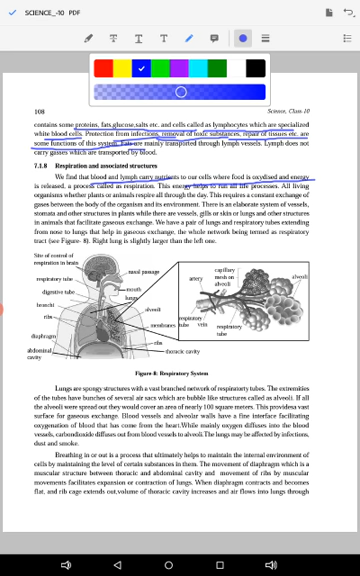 SCIENCE_-10 PDF
T T T
108
Science, Class 10
contains some proteins, fats,glucose,salts etc. and cells called as lymphocytes which are specialized
white blood cells. Protection from infections, removal of toxic substances, repair of tissues etc. are
some functions of this system. Fats are mainly transported through lymph vessels. Lymph does not
carry gasses which are transported by blood.
7.1.8 Respiration and associated structures
We find that blood and lymph carry nutrients to our cells where food is oxydised and energy
is released, a process called as respiration. This energy helps to run all life processes. All living
organisms whether plants or animals respire all through the day. This requires a constant exchange of
gases between the body of the organism and its environment. There is an elaborate system of vessels,
stomata and other structures in plants while there are vessels, gills or skin or lungs and other structures
in animals that facilitate gaseous exchange. We have a pair of lungs and respiratory tubes extending
from nose to lungs that help in gaseous exchange, the whole network being termed as respiratory
tract (see Figure- 8). Right lung is slightly larger than the left one.
Site of control of
respiration in brain
respiratory tube
digestive tube
bronchi
ribs
diaphragm
abdominal
cavity
nasal passage
mouth
lungs
alveoli
membranes
ribs
thoracic cavity
artery
capillary
mesh on
alveoli
alveoli
respiratory
tube
vein
respiratory
tube
Figure-8: Respiratory System
Lungs are spongy structures with a vast branched network of respiratorty tubes. The extremities
of the tubes have bunches of several air sacs which are bubble like structures called as alveoli. If all
the alveoli were spread out they would cover an area of nearly 100 square meters. This provides vast
surface for gaseous exchange. Blood vessels and alveolar walls have a fine interface facilitating
oxygenation of blood that has come from the heart.While mainly oxygen diffuses into the blood
vessels, carbondioxide diffuses out from blood vessels to alveoli.The lungs may be affected by infections,
dust and smoke.
Breathing in or out is a process that ultimately helps to maintain the internal environment of
cells by maintaining the level of certain substances in them. The movement of diaphragm which is a
muscular structure between thoracic and abdominal cavity and movement of ribs by muscular
movements facilitates expansion or contraction of lungs. When diaphragm contracts and becomes
flat, and rib cage extends out,volume of thoracic cavity increases and air flows into lungs through